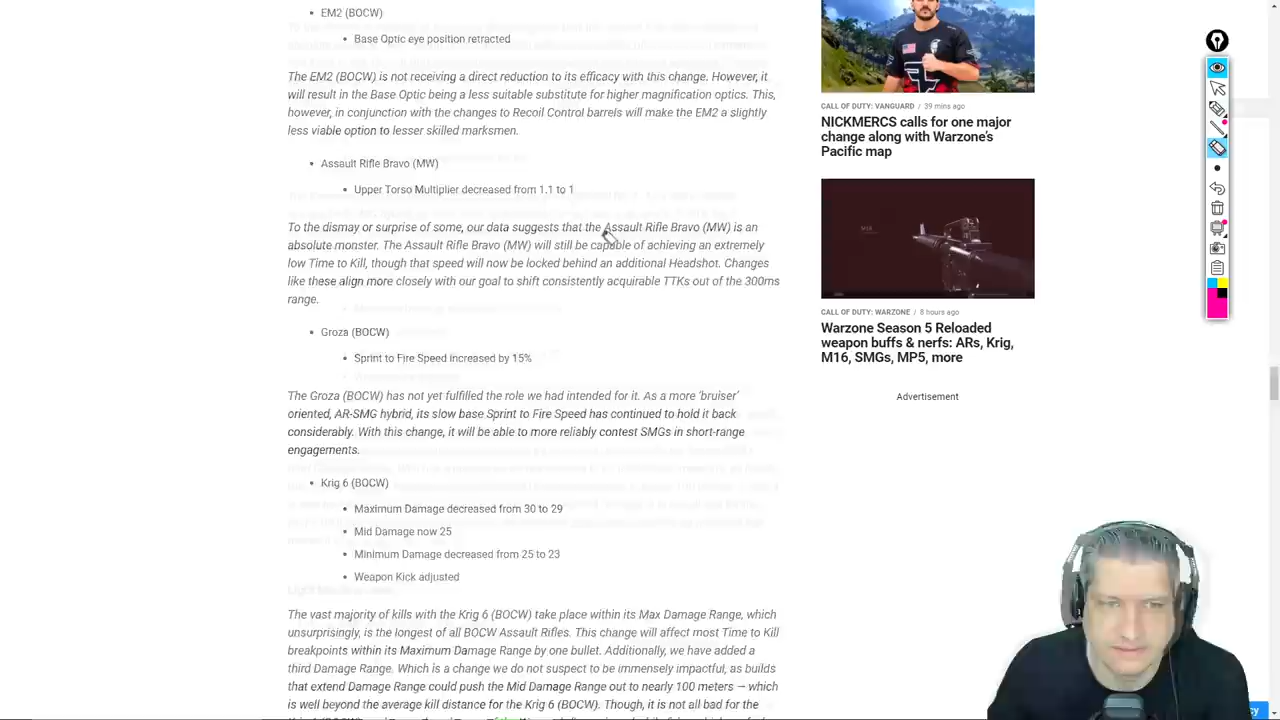 EM2 (BOCW)
Base Optic eye position retracted
The EM2 (BOCW) is not receiving a direct reduction to its efficacy with this change. However, it
will result in the Base Optic being a less suitable substitute for higher magnification optics. This,
however, in conjunction with the changes to Recoil Control barrels will make the EM2 a slightly
less viable option to lesser skilled marksmen.
Assault Rifle Bravo (MW)
Upper Torso Multiplier decreased from 1.1 to 1
To the dismay or surprise of some, our data suggests that the Assault Rifle Bravo (MW) is an
absolute monster. The Assault Rifle Bravo (MW) will still be capable of achieving an extremely
low Time to Kill, though that speed will now be locked behind an additional Headshot. Changes
like these align more closely with our goal to shift consistently acquirable TTKs out of the 300ms
range.
Groza (BOCW)
Sprint to Fire Speed increased by 15%
The Groza (BOCW) has not yet fulfilled the role we had intended for it. As a more 'bruiser'
oriented, AR-SMG hybrid, its slow base Sprint to Fire Speed has continued to hold it back
considerably. With this change, it will be able to more reliably contest SMGs in short-range
engagements.
Krig 6 (BOCW)
Maximum Damage decreased from 30 to 29
Mid Damage now 25
Minimum Damage decreased from 25 to 23
Weapon Kick adjusted
The vast majority of kills with the Krig 6 (BOCW) take place within its Max Damage Range, which
unsurprisingly, is the longest of all BOCW Assault Rifles. This change will affect most Time to Kill
breakpoints within its Maximum Damage Range by one bullet. Additionally, we have added a
third Damage Range. Which is a change we do not suspect to be immensely impactful, as builds
that extend Damage Range could push the Mid Damage Range out to nearly 100 meters — which
is well beyond the average distance for the Krig 6 (BOCW). Though, it is not all bad for the
CALL OF DUTY: VANGUARD / 39 mins ago
NICKMERCS calls for one major
change along with Warzone's
Pacific map
CALL OF DUTY: WARZONE / 8 hours ago
Warzone Season 5 Reloaded
weapon buffs & nerfs: ARs, Krig,
M16, SMGs, MP5, more
Advertisement